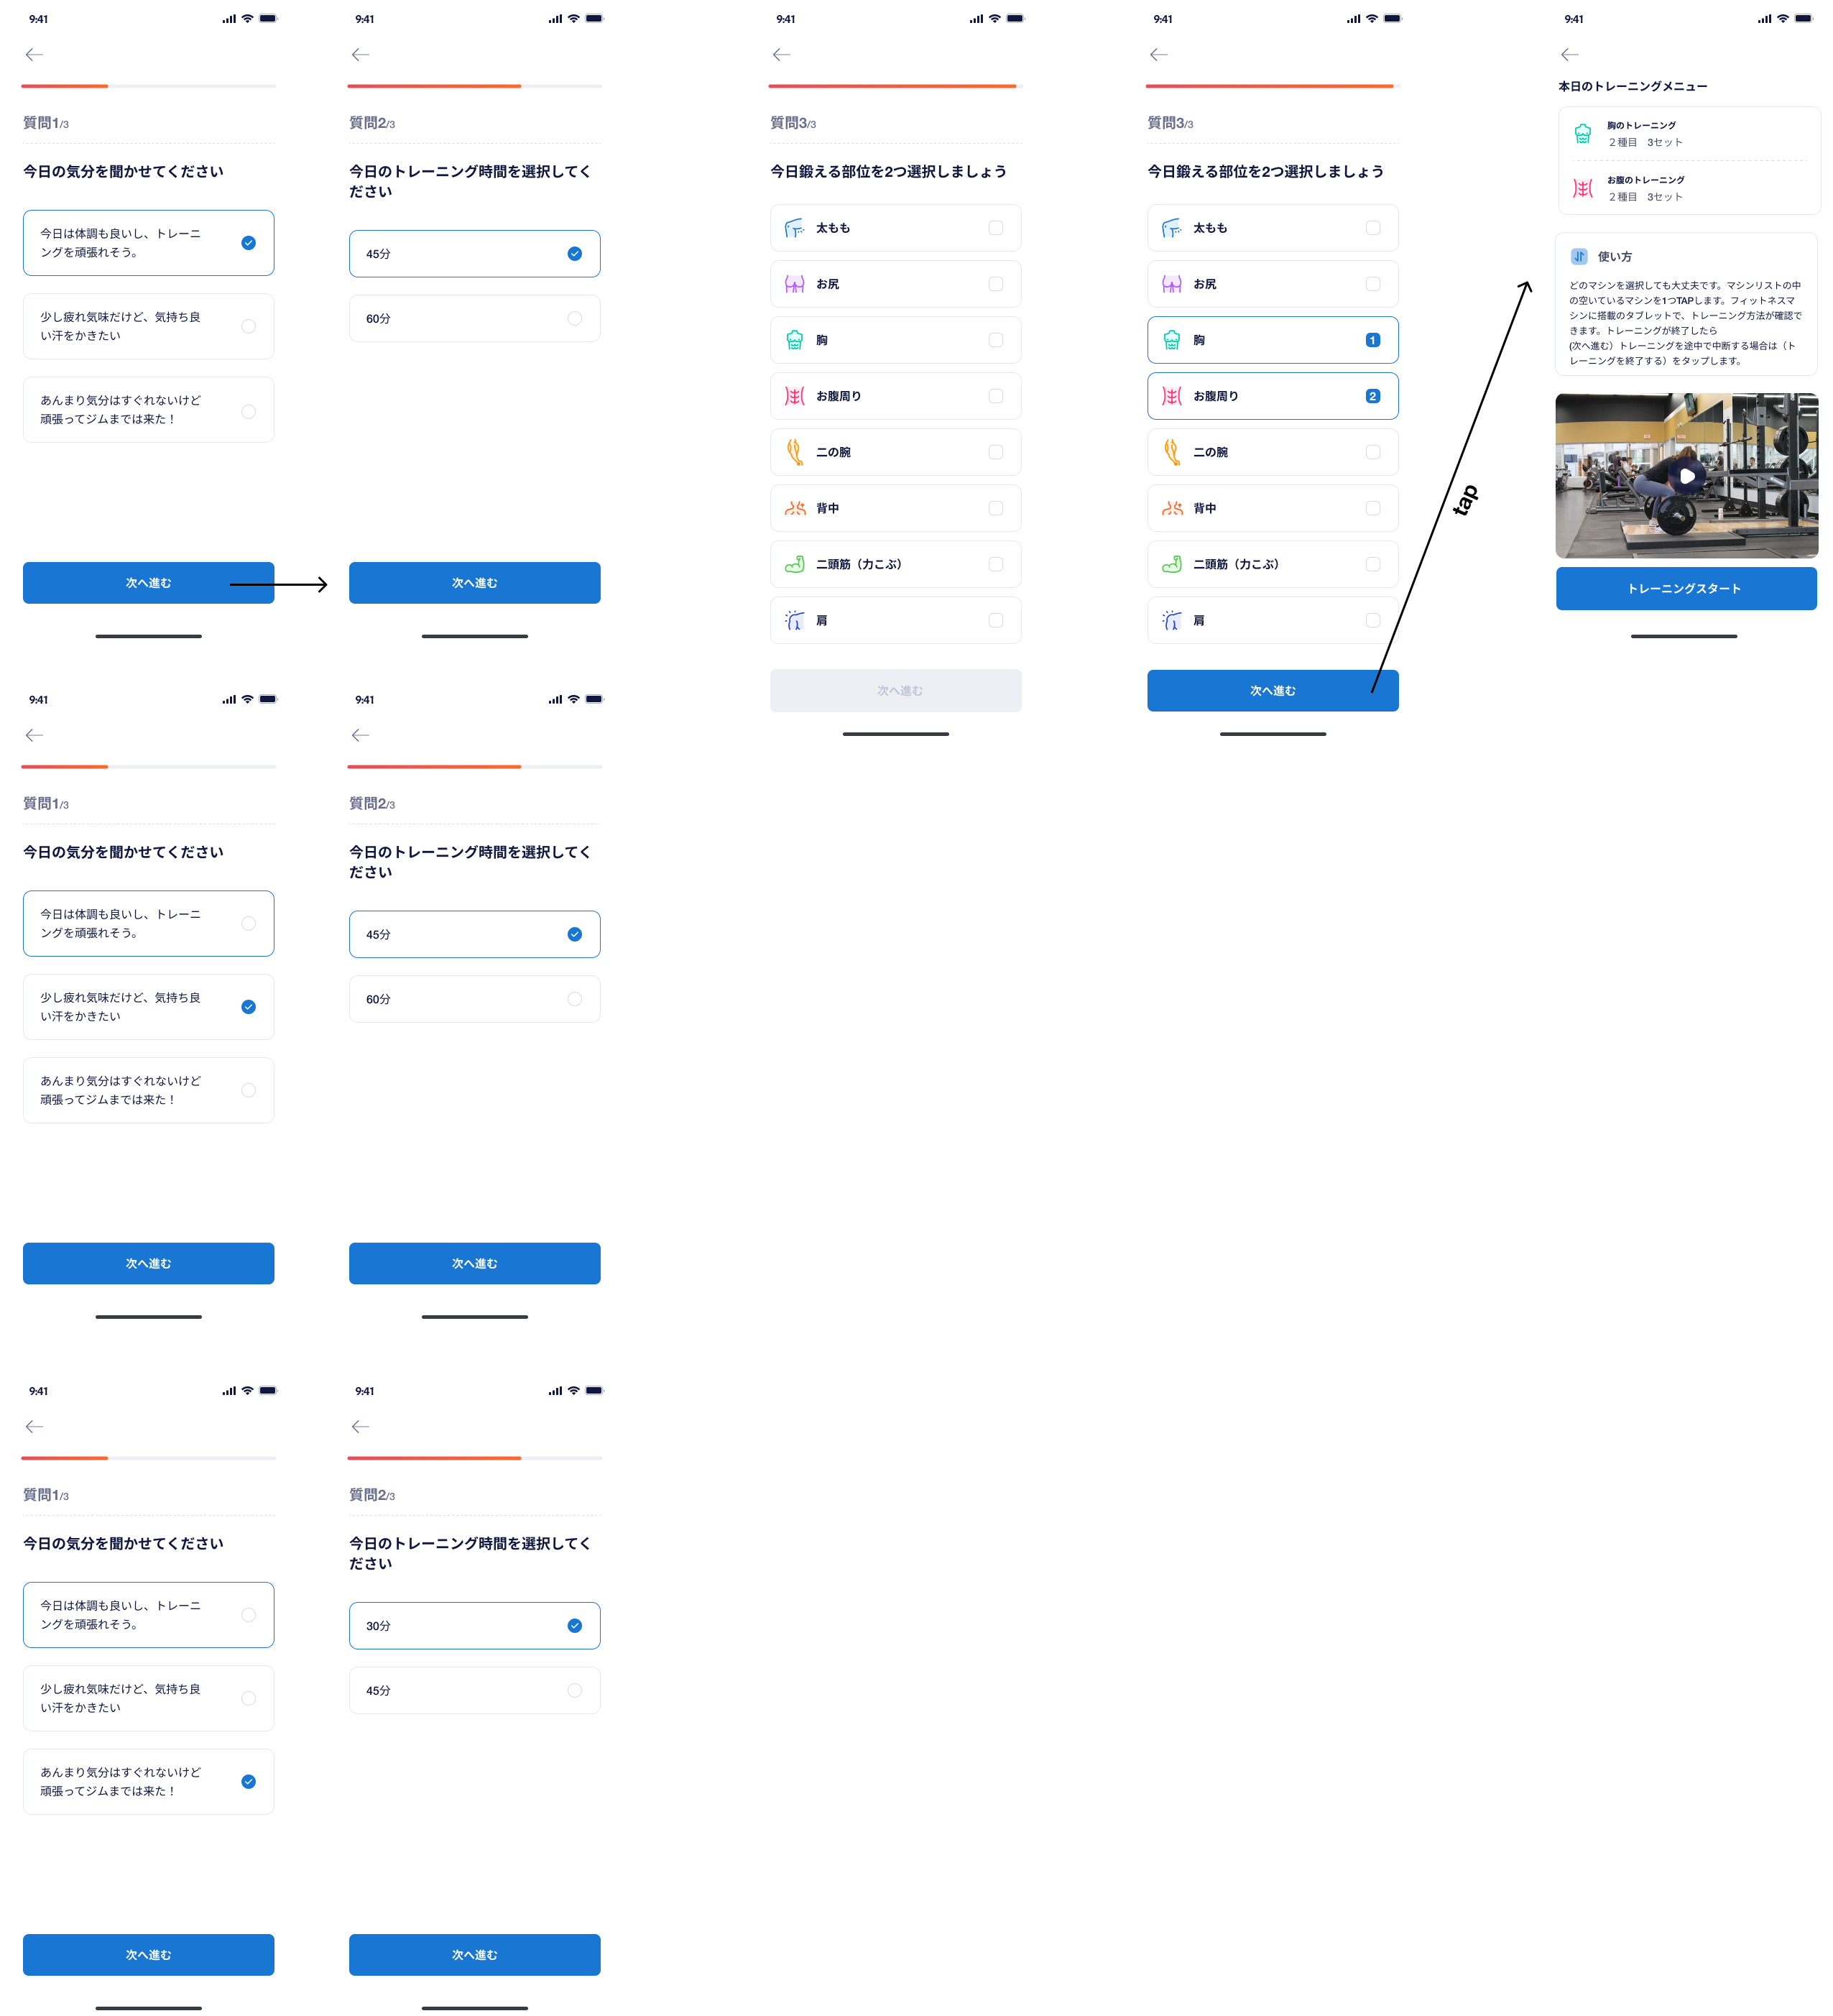 9:41
質問1/3
今日の気分を聞かせてください
今日は体調も良いし、トレーニ
ングを頑張れそう。
少し疲れ気味だけど、気持ち良
い汗をかきたい
あんまり気分はすぐれないけど
頑張ってジムまでは来た！
次へ進む
9:41
質問2/3
今日のトレーニング時間を選択してく
ださい
45分
60分
次へ進む
9:41
質問3/3
今日鍛える部位を2つ選択しましょう
太もも
お尻
胸
お腹周り
二の腕
背中
二頭筋（力こぶ）
肩
次へ進む
9:41
質問3/3
今日鍛える部位を2つ選択しましょう
太もも
お尻
胸
1
お腹周り
2
二の腕
背中
二頭筋（力こぶ）
肩
次へ進む
tap
9:41
本日のトレーニングメニュー
胸のトレーニング
２種目　3セット
お腹のトレーニング
２種目　3セット
使い方
どのマシンを選択しても大丈夫です。マシンリストの中
の空いているマシンを1つTAPします。フィットネスマ
シンに搭載のタブレットで、トレーニング方法が確認で
きます。トレーニングが終了したら
(次へ進む）トレーニングを途中で中断する場合は（ト
レーニングを終了する）をタップします。
トレーニングスタート
9:41
質問1/3
今日の気分を聞かせてください
今日は体調も良いし、トレーニ
ングを頑張れそう。
少し疲れ気味だけど、気持ち良
い汗をかきたい
あんまり気分はすぐれないけど
頑張ってジムまでは来た！
次へ進む
9:41
質問2/3
今日のトレーニング時間を選択してく
ださい
45分
60分
次へ進む
9:41
質問1/3
今日の気分を聞かせてください
今日は体調も良いし、トレーニ
ングを頑張れそう。
少し疲れ気味だけど、気持ち良
い汗をかきたい
あんまり気分はすぐれないけど
頑張ってジムまでは来た！
次へ進む
9:41
質問2/3
今日のトレーニング時間を選択してく
ださい
30分
45分
次へ進む